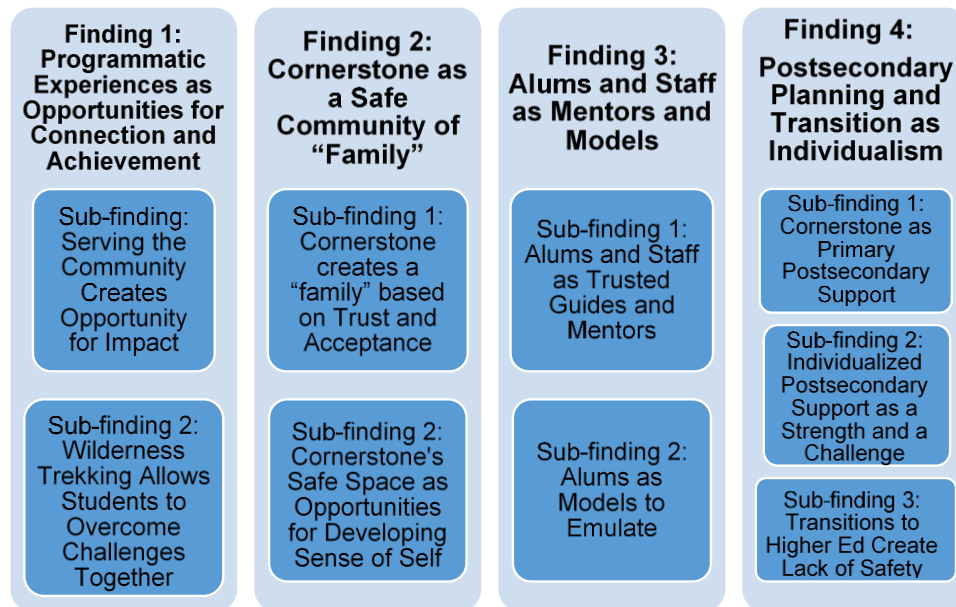 Finding 1:
Programmatic
Experiences as
Opportunities for
Connection and
Achievement
Sub-finding:
Serving the
Community
Creates
Opportunity
for Impact
Sub-finding 2:
Wilderness
Trekking Allows
Students to
Overcome
Challenges
Together
Finding 2:
Cornerstone as
a Safe
Community of
“Family”
Sub-finding 1:
Cornerstone
creates a
“family” based
on Trust and
Acceptance
Sub-finding 2:
Cornerstone's
Safe Space as
Opportunities
for Developing
Sense of Self
Finding 3:
Alums and Staff
as Mentors and
Models
Sub-finding 1:
Alums and Staff
as Trusted
Guides and
Mentors
Sub-finding 2:
Alums as
Models to
Emulate
Finding 4:
Postsecondary
Planning and
Transition as
Individualism
Sub-finding 1:
Cornerstone as
Primary
Postsecondary
Support
Sub-finding 2:
Individualized
Postsecondary
Support as a
Strength and a
Challenge
Sub-finding 3:
Transitions to
Higher Ed Create
Lack of Safety